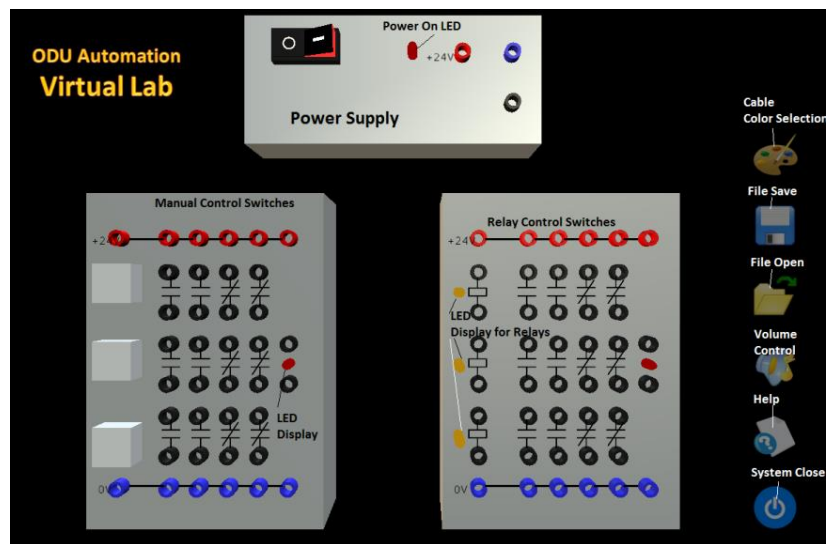 ODU Automation
Virtual Lab
Power On LED
+24V
Power Supply
Cable
Color Selection
File Save
File Open
Volume
Control
Help
System Close
Manual Control Switches
+24
LED
Display
0V
Relay Control Switches
+24
LED
Display for Relays
0V